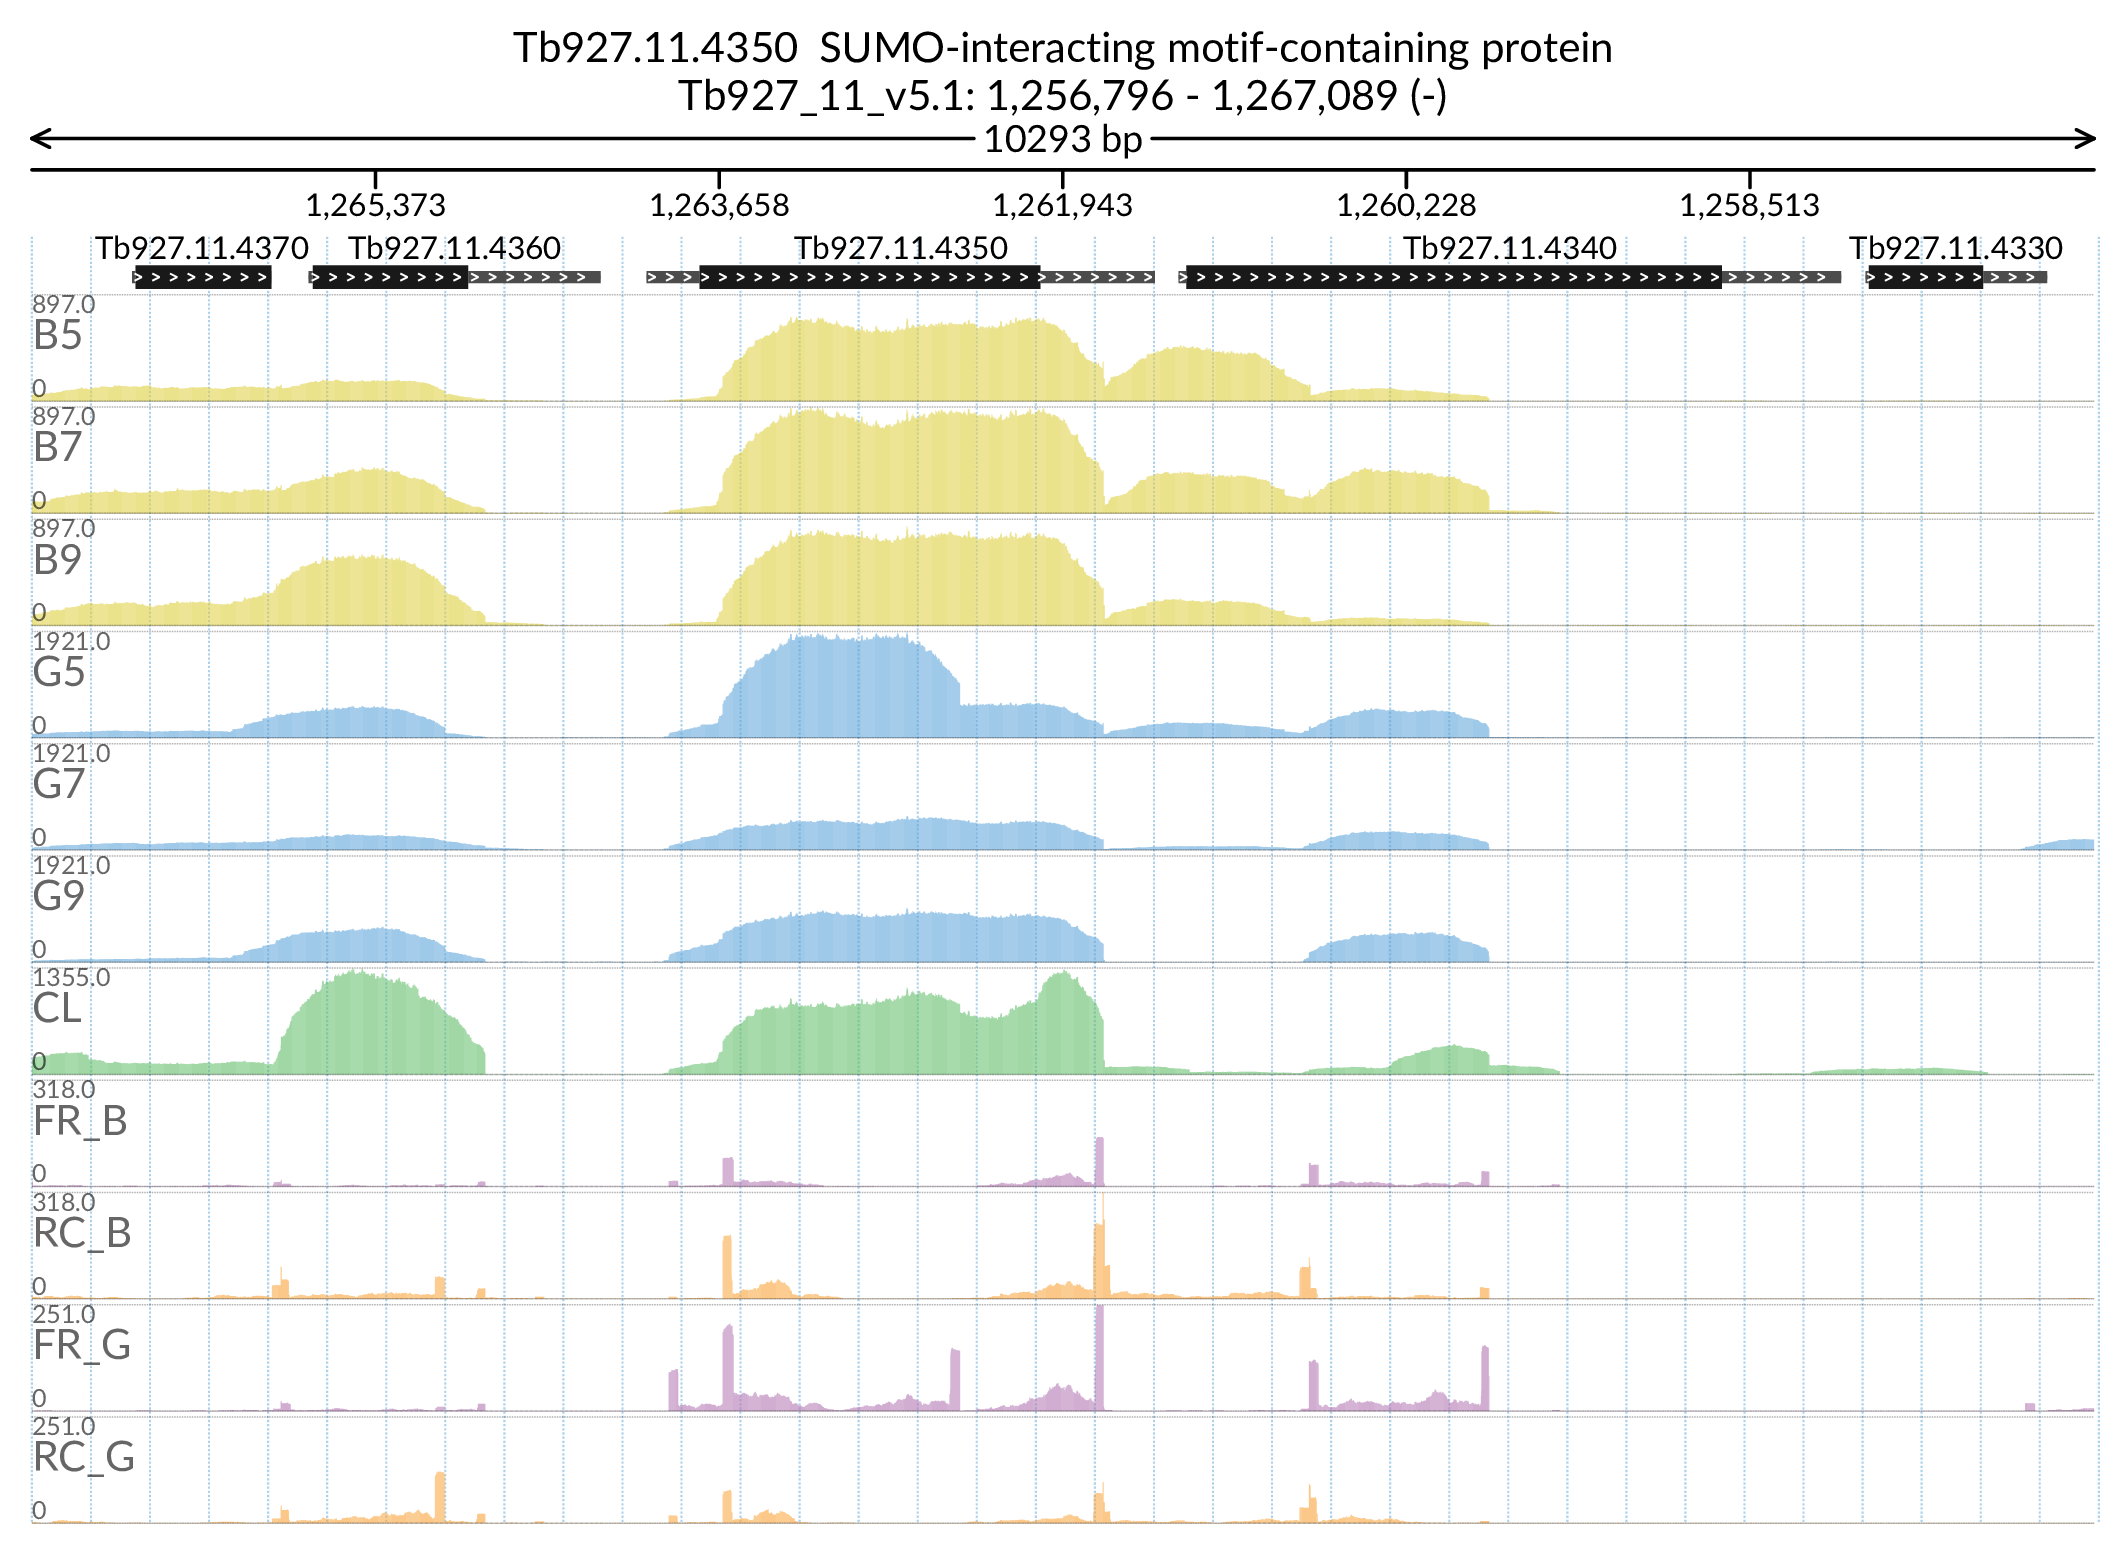 Tb927.11.4350  SUMO-interacting motif-containing protein
Tb927_11_v5.1: 1,256,796 - 1,267,089 (-)
10293 bp
1,265,373 1,263,658 1,261,943 1,260,228 1,258,513
Tb927.11.4370 Tb927.11.4360 Tb927.11.4350 Tb927.11.4340 Tb927.11.4330
897.0
B5
0
897.0
B7
0
897.0
B9
0
1921.0
G5
0
1921.0
G7
0
1921.0
G9
0
1355.0
CL
0
318.0
FR_B
0
318.0
RC_B
0
251.0
FR_G
0
251.0
RC_G
0